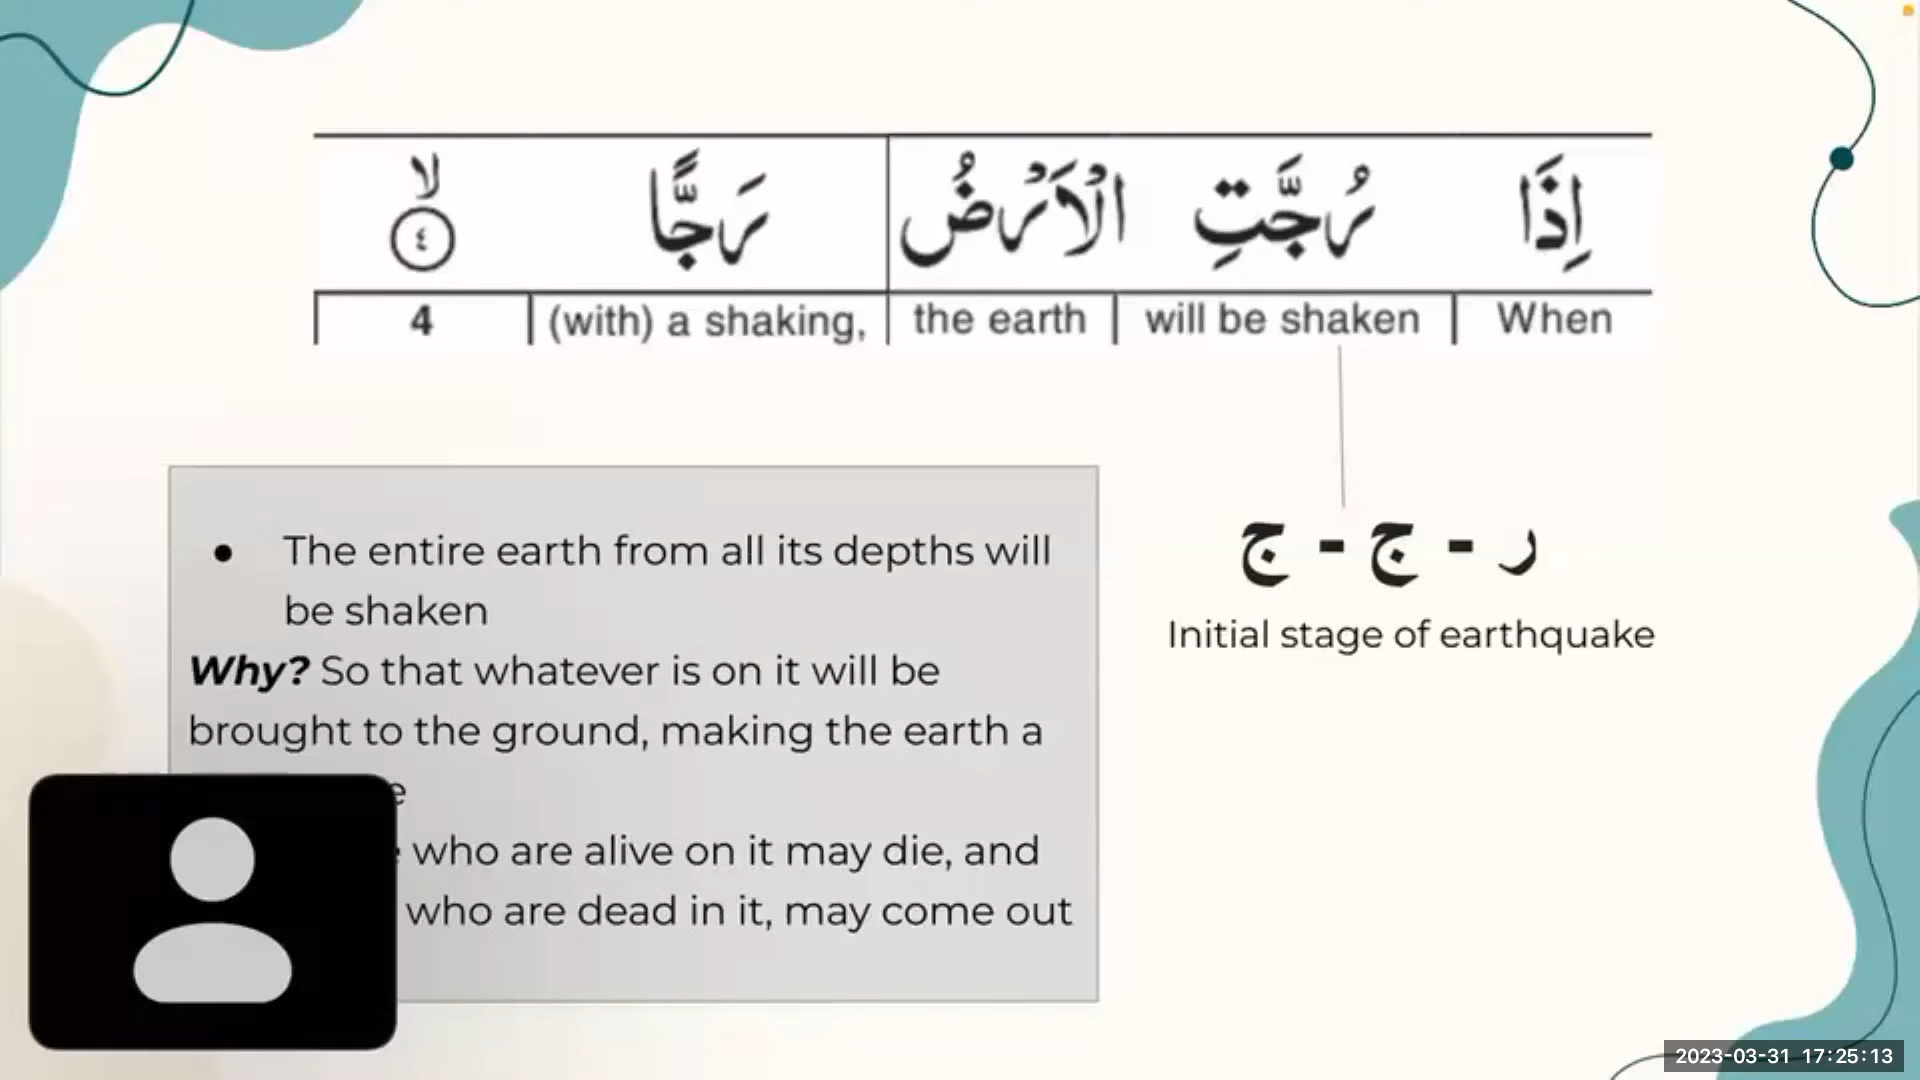 اِذَا رُجَّتِ الْاَرْضُ رَجًّا ۙ ٤
When will be shaken the earth (with) a shaking, 4
ر - ج - ج
Initial stage of earthquake
● The entire earth from all its depths will
be shaken
Why? So that whatever is on it will be
brought to the ground, making the earth a
who are alive on it may die, and
who are dead in it, may come out
2023-03-31 17:25:13